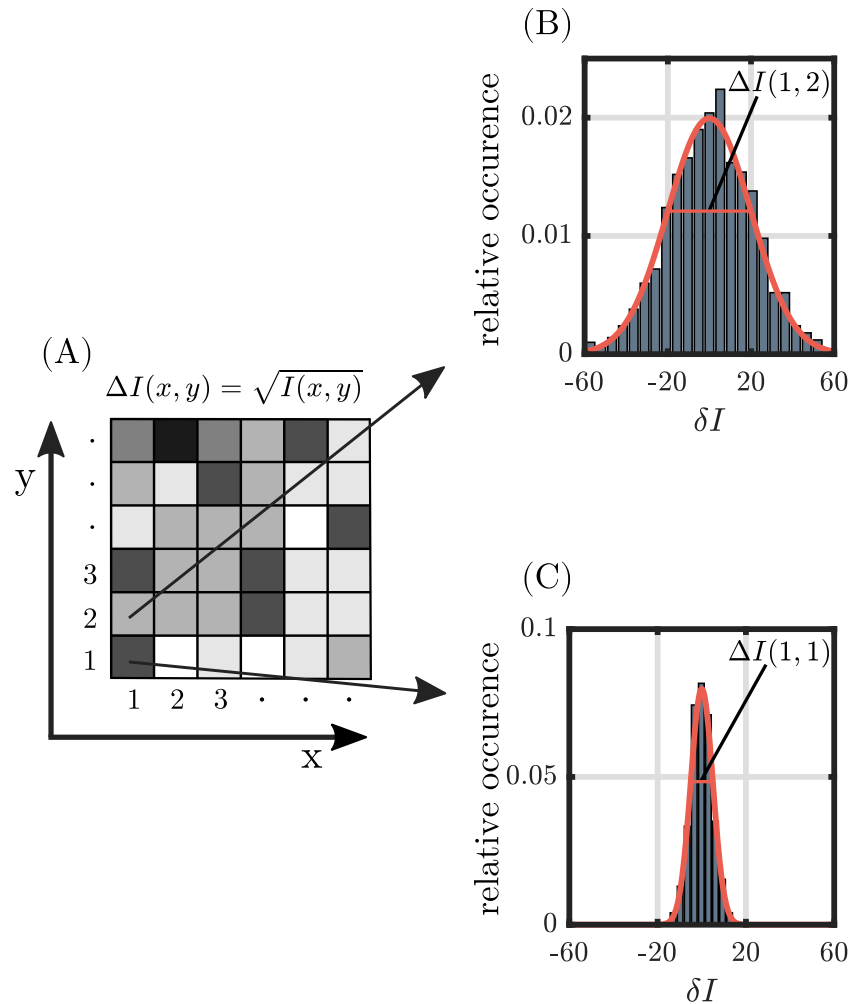 (A)
ΔI(x, y) = √I(x, y)
y
·
·
·
3
2
1
1 2 3 · · ·
x
(B)
ΔI(1, 2)
relative occurence
0.02
0.01
0
-60 -20 20 60
δI
(C)
ΔI(1, 1)
relative occurence
0.1
0.05
0
-60 -20 20 60
δI